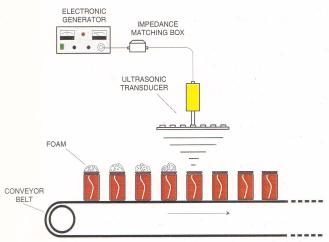 ELECTRONIC
GENERATOR
IMPEDANCE
MATCHING BOX
ULTRASONIC
TRANSDUCER
FOAM
CONVEYOR
BELT